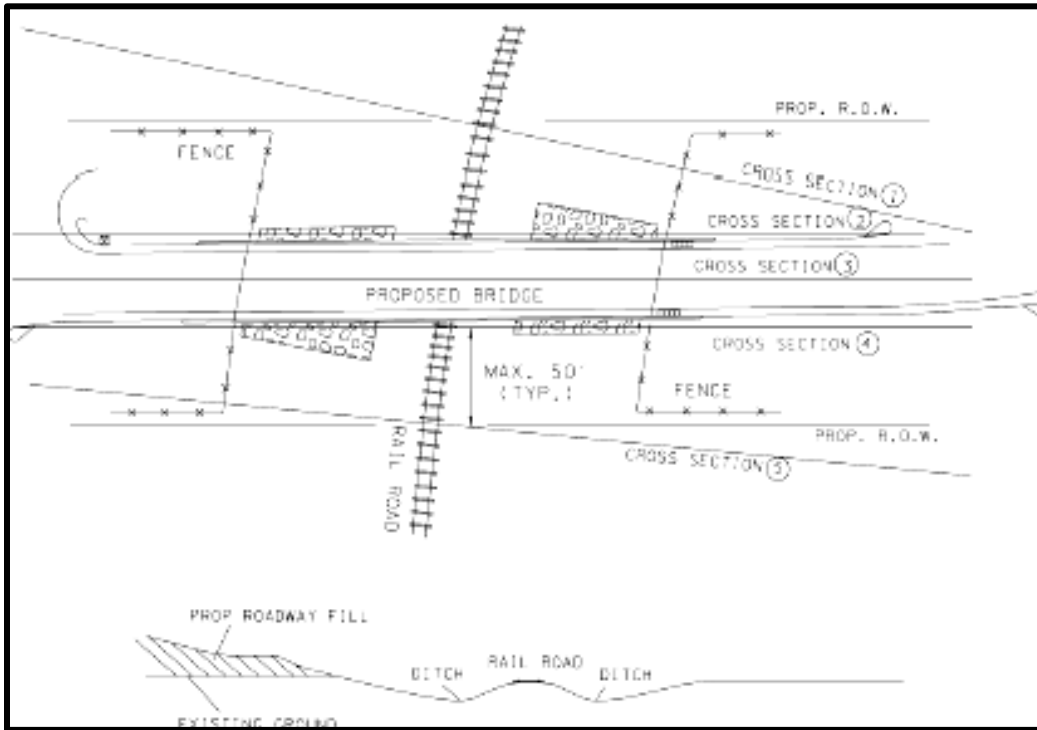 PROP. R.O.W.
FENCE
CROSS SECTION 1
CROSS SECTION 2
CROSS SECTION 3
PROPOSED BRIDGE
CROSS SECTION 4
MAX. 50'
(TYP.)
FENCE
RAIL ROAD
PROP. R.O.W.
CROSS SECTION 5
PROP ROADWAY FILL
DITCH
RAIL ROAD
DITCH
EXISTING GROUND